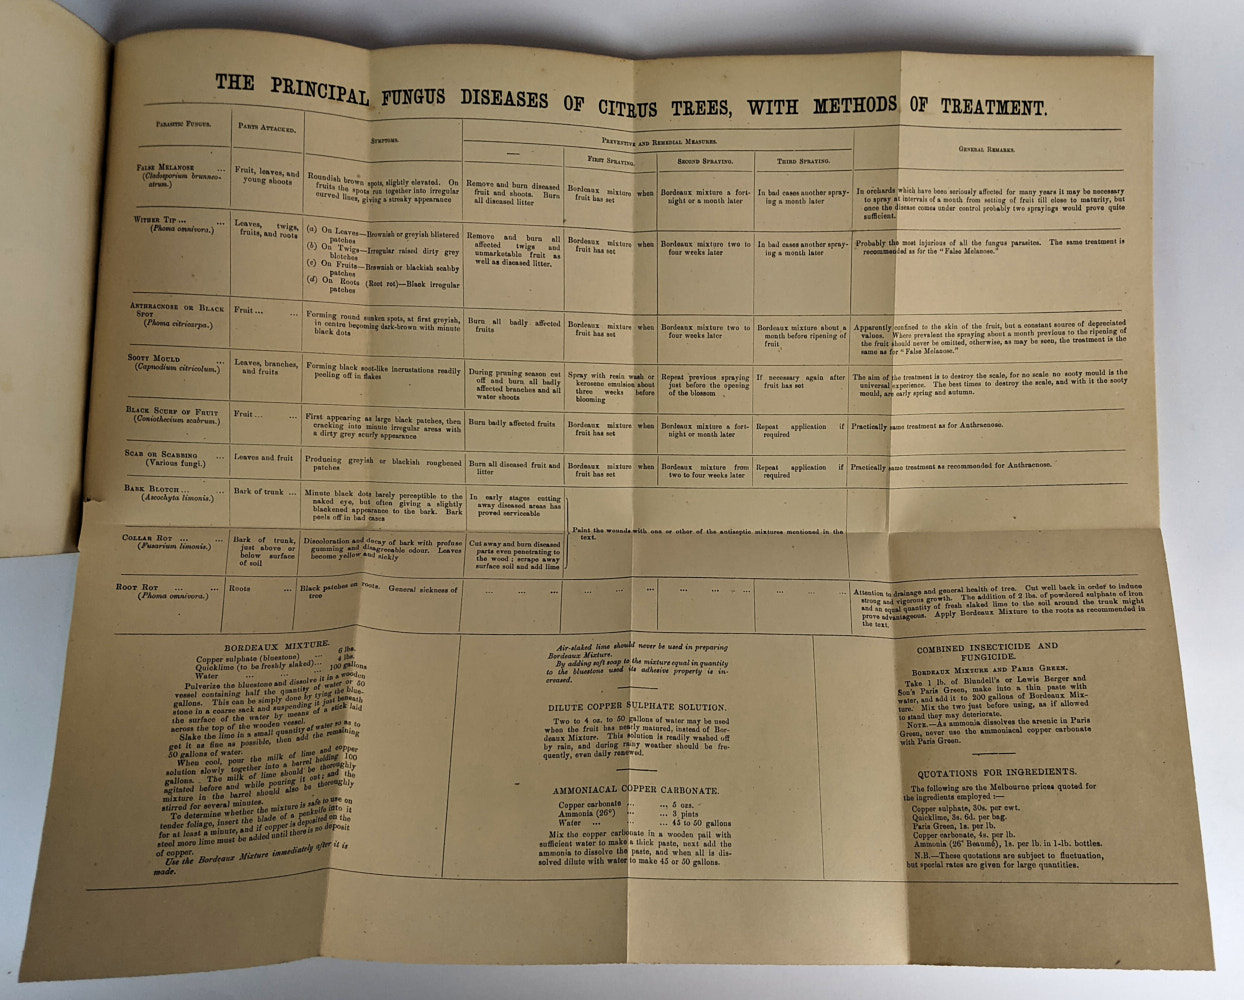 THE PRINCIPAL FUNGUS DISEASES OF CITRUS TREES, WITH METHODS OF TREATMENT.
PARASITIC FUNGUS.
PARTS ATTACKED.
SYMPTOMS.
PREVENTIVE AND REMEDIAL MEASURES.
—
FIRST SPRAYING.
SECOND SPRAYING.
THIRD SPRAYING.
GENERAL REMARKS.
FALSE MELANOSE ...
(Cladosporium brunneo-
atrum.)
Fruit, leaves, and
young shoots
Roundish brown spots, slightly elevated. On
fruits the spots run together into irregular
curved lines, giving a streaky appearance
Remove and burn diseased
fruit and shoots. Burn
all diseased litter
Bordeaux mixture when
fruit has set
Bordeaux mixture a fort-
night or a month later
In bad cases another spray-
ing a month later
In orchards which have been seriously affected for many years it may be necessary
to spray at intervals of a month from setting of fruit till close to maturity, but
once the disease comes under control probably two sprayings would prove quite
sufficient.
WITHER TIP ... ...
(Phoma omnivora.)
Leaves, twigs,
fruits, and roots
(a) On Leaves—Brownish or greyish blistered
patches
(b) On Twigs—Irregular raised dirty grey
blotches
(c) On Fruits—Brownish or blackish scabby
patches
(d) On Roots (Root rot)—Black irregular
patches
Remove and burn all
affected twigs and
unmarketable fruit as
well as diseased litter.
Bordeaux mixture when
fruit has set
Bordeaux mixture two to
four weeks later
In bad cases another spray-
ing a month later
Probably the most injurious of all the fungus parasites. The same treatment is
recommended as for the "False Melanose."
ANTHRACNOSE OR BLACK
SPOT
(Phoma citricarpa.)
Fruit ... ...
Forming round sunken spots, at first greyish,
in centre becoming dark-brown with minute
black dots
Burn all badly affected
fruits
Bordeaux mixture when
fruit has set
Bordeaux mixture two to
four weeks later
Bordeaux mixture about a
month before ripening of
fruit
Apparently confined to the skin of the fruit, but a constant source of depreciated
values. Where prevalent the spraying about a month previous to the ripening of
the fruit should never be omitted, otherwise, as may be seen, the treatment is the
same as for "False Melanose."
SOOTY MOULD ...
(Capnodium citricolum.)
Leaves, branches,
and fruits
Forming black soot-like incrustations readily
peeling off in flakes
During pruning season cut
off and burn all badly
affected branches and all
water shoots
Spray with resin wash or
kerosene emulsion about
three weeks before
blooming
Repeat previous spraying
just before the opening
of the blossom
If necessary again after
fruit has set
The aim of the treatment is to destroy the scale, for no scale no sooty mould is the
universal experience. The best times to destroy the scale, and with it the sooty
mould, are early spring and autumn.
BLACK SCURF OF FRUIT
(Coniothecium scabrum.)
Fruit ... ...
First appearing as large black patches, then
cracking into minute irregular areas with
a dirty grey scurfy appearance
Burn badly affected fruits
Bordeaux mixture when
fruit has set
Bordeaux mixture a fort-
night or month later
Repeat application if
required
Practically same treatment as for Anthracnose.
SCAB OR SCABBING ...
(Various fungi.)
Leaves and fruit
Producing greyish or blackish roughened
patches
Burn all diseased fruit and
litter
Bordeaux mixture when
fruit has set
Bordeaux mixture from
two to four weeks later
Repeat application if
required
Practically same treatment as recommended for Anthracnose.
BARK BLOTCH ... ...
(Ascochyta limonis.)
Bark of trunk ...
Minute black dots barely perceptible to the
naked eye, but often giving a slightly
blackened appearance to the bark. Bark
peels off in bad cases
In early stages cutting
away diseased areas has
proved serviceable
Paint the wounds with one or other of the antiseptic mixtures mentioned in the
text.
COLLAR ROT ... ...
(Fusarium limonis.)
Bark of trunk,
just above or
below surface
of soil
Discoloration and decay of bark with profuse
gumming and disagreeable odour. Leaves
become yellow and sickly
Cut away and burn diseased
parts even penetrating to
the wood; scrape away
surface soil and add lime
ROOT ROT ... ...
(Phoma omnivora.)
Roots ...
Black patches on roots. General sickness of
tree
... ... ...
... ... ...
... ... ...
... ... ...
Attention to drainage and general health of tree. Cut well back in order to induce
strong and vigorous growth. The addition of 2 lbs. of powdered sulphate of iron
and an equal quantity of fresh slaked lime to the soil around the trunk might
prove advantageous. Apply Bordeaux Mixture to the roots as recommended in
the text.
BORDEAUX MIXTURE.
Copper sulphate (bluestone) ... 6 lbs.
Quicklime (to be freshly slaked)... 4 lbs.
Water ... ... 100 gallons
Pulverize the bluestone and dissolve it in a wooden
vessel containing half the quantity of water or 50
gallons. This can be simply done by tying the blue-
stone in a coarse sack and suspending it just beneath
the surface of the water by means of a stick laid
across the top of the wooden vessel.
Slake the lime in a small quantity of water so as to
get it as fine as possible, then add the remaining
50 gallons of water.
When cool, pour the milk of lime and copper
solution slowly together into a barrel holding 100
gallons. The milk of lime should be thoroughly
agitated before and while pouring it out; and the
mixture in the barrel should also be thoroughly
stirred for several minutes.
To determine whether the mixture is safe to use on
tender foliage, insert the blade of a penknife into it
for at least a minute, and if copper is deposited on the
steel more lime must be added until there is no deposit
of copper.
Use the Bordeaux Mixture immediately after it is
made.
Air-slaked lime should never be used in preparing
Bordeaux Mixture.
By adding soft soap to the mixture equal in quantity
to the bluestone used its adhesive property is in-
creased.
DILUTE COPPER SULPHATE SOLUTION.
Two to 4 oz. to 50 gallons of water may be used
when the fruit has nearly matured, instead of Bor-
deaux Mixture. This solution is readily washed off
by rain, and during rainy weather should be fre-
quently, even daily renewed.
AMMONIACAL COPPER CARBONATE.
Copper carbonate ... ... 5 ozs.
Ammonia (26°) ... ... 3 pints
Water ... ... ... 45 to 50 gallons
Mix the copper carbonate in a wooden pail with
sufficient water to make a thick paste, next add the
ammonia to dissolve the paste, and when all is dis-
solved dilute with water to make 45 or 50 gallons.
COMBINED INSECTICIDE AND
FUNGICIDE.
BORDEAUX MIXTURE AND PARIS GREEN.
Take 1 lb. of Blundell's or Lewis Berger and
Son's Paris Green, make into a thin paste with
water, and add it to 200 gallons of Bordeaux Mix-
ture. Mix the two just before using, as if allowed
to stand they may deteriorate.
NOTE.—As ammonia dissolves the arsenic in Paris
Green, never use the ammoniacal copper carbonate
with Paris Green.
QUOTATIONS FOR INGREDIENTS.
The following are the Melbourne prices quoted for
the ingredients employed :—
Copper sulphate, 30s. per cwt.
Quicklime, 3s. 6d. per bag.
Paris Green, 1s. per lb.
Copper carbonate, 4s. per lb.
Ammonia (26° Beaumé), 1s. per lb. in 1-lb. bottles.
N.B.—These quotations are subject to fluctuation,
but special rates are given for large quantities.